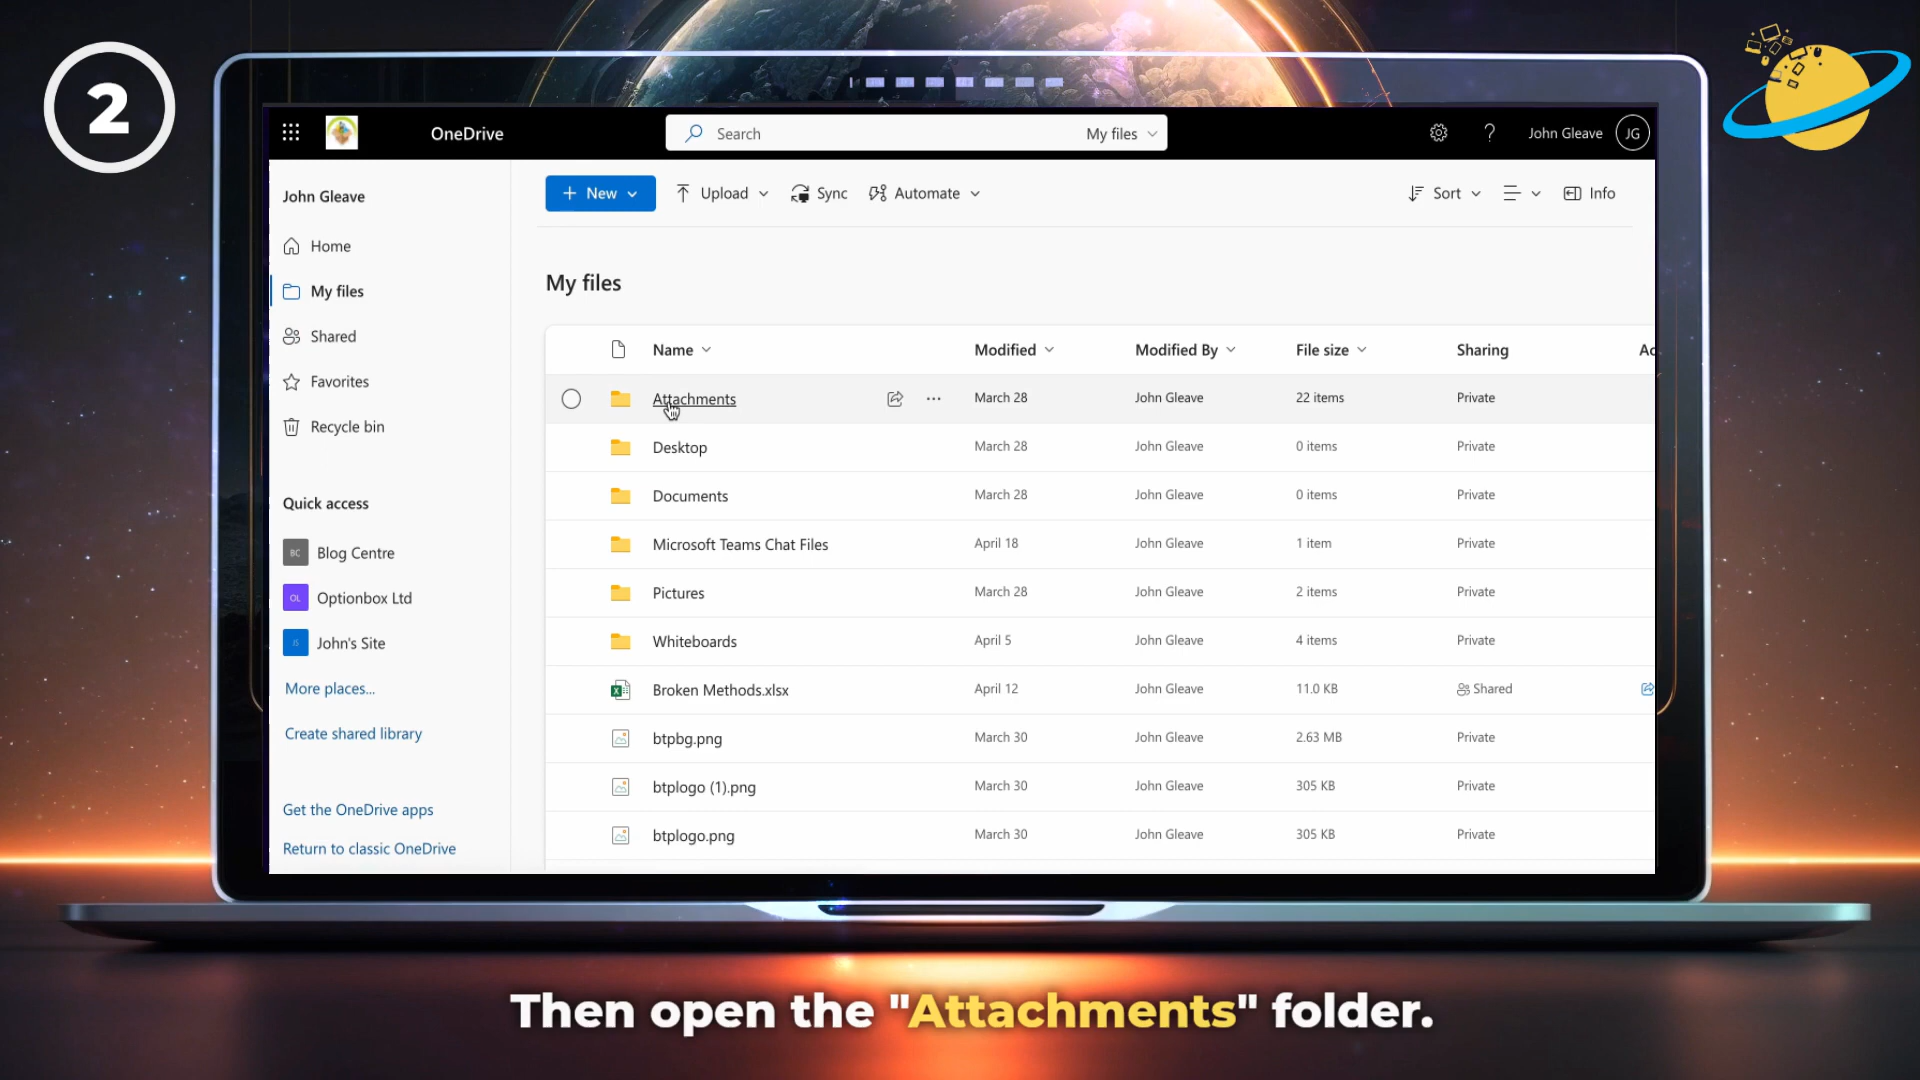 2
OneDrive
Search
My files
John Gleave
JG
John Gleave
Home
My files
Shared
Favorites
Recycle bin
Quick access
BC Blog Centre
OL Optionbox Ltd
JS John's Site
More places...
Create shared library
Get the OneDrive apps
Return to classic OneDrive
+ New
Upload
Sync
Automate
Sort
Info
My files
Name Modified Modified By File size Sharing Ac
Attachments ... March 28 John Gleave 22 items Private
Desktop March 28 John Gleave 0 items Private
Documents March 28 John Gleave 0 items Private
Microsoft Teams Chat Files April 18 John Gleave 1 item Private
Pictures March 28 John Gleave 2 items Private
Whiteboards April 5 John Gleave 4 items Private
Broken Methods.xlsx April 12 John Gleave 11.0 KB Shared
btpbg.png March 30 John Gleave 2.63 MB Private
btplogo (1).png March 30 John Gleave 305 KB Private
btplogo.png March 30 John Gleave 305 KB Private
Then open the "Attachments" folder.